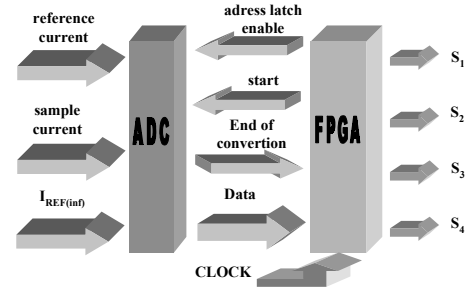 reference
current
adress latch
enable
S1
start
sample
current
ADC
FPGA
S2
End of
convertion
S3
IREF(inf)
Data
S4
CLOCK